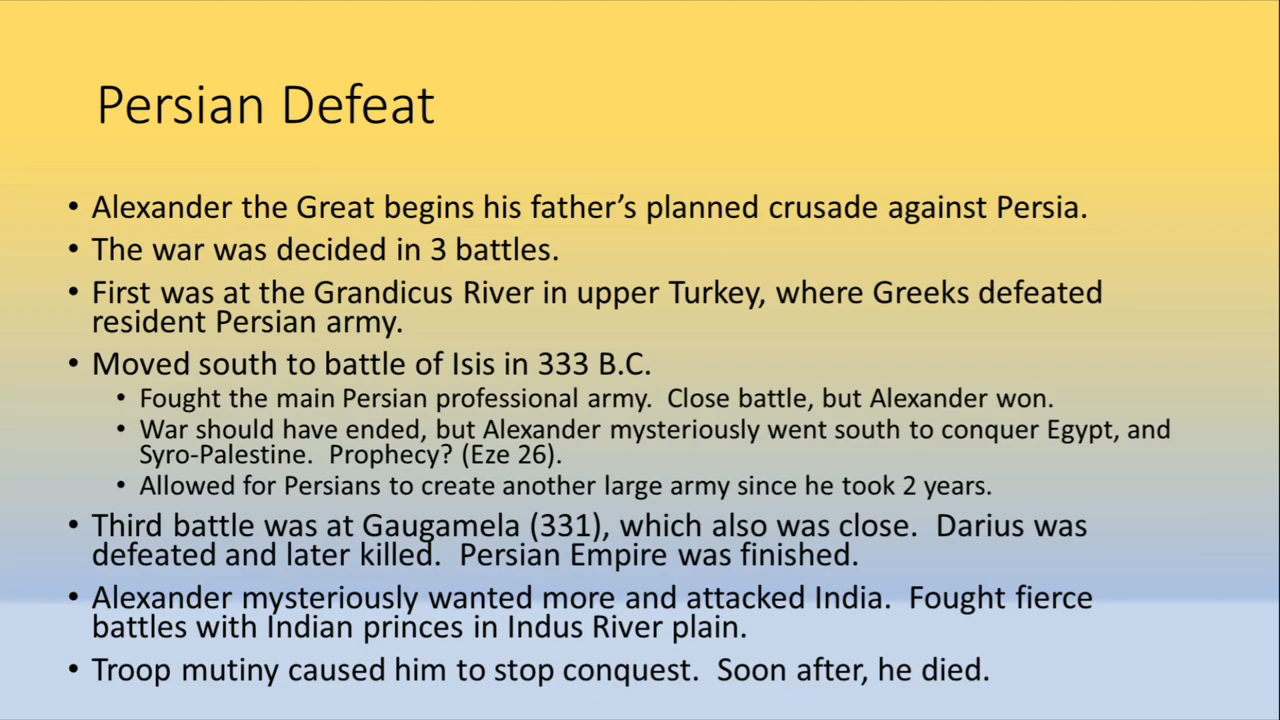 Persian Defeat
• Alexander the Great begins his father’s planned crusade against Persia.
• The war was decided in 3 battles.
• First was at the Grandicus River in upper Turkey, where Greeks defeated
resident Persian army.
• Moved south to battle of Isis in 333 B.C.
• Fought the main Persian professional army.  Close battle, but Alexander won.
• War should have ended, but Alexander mysteriously went south to conquer Egypt, and
Syro-Palestine.  Prophecy? (Eze 26).
• Allowed for Persians to create another large army since he took 2 years.
• Third battle was at Gaugamela (331), which also was close.  Darius was
defeated and later killed.  Persian Empire was finished.
• Alexander mysteriously wanted more and attacked India.  Fought fierce
battles with Indian princes in Indus River plain.
• Troop mutiny caused him to stop conquest.  Soon after, he died.